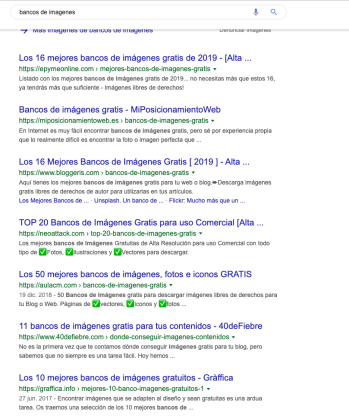 bancos de imagenes
Más imágenes de bancos de imágenes
Denunciar imágenes
Los 16 mejores bancos de imágenes gratis de 2019 - [Alta ...
https://epymeonline.com › mejores-bancos-de-imagenes-gratis
Listado con los mejores bancos de imágenes gratis de 2019... no necesitas más que estos 16,
ya tendrás más que suficiente - Imágenes libres de derechos!
Bancos de imágenes gratis - MiPosicionamientoWeb
https://miposicionamientoweb.es › bancos-de-imagenes-gratis
En Internet es muy fácil encontrar bancos de imágenes gratis, pero sé por experiencia propia
que lo realmente difícil es encontrar la foto o imagen perfecta que ...
Los 16 Mejores Bancos de Imágenes Gratis [ 2019 ] - Alta ...
https://www.bloggeris.com › bancos-de-imagenes-gratis
Aquí tienes los mejores bancos de imágenes gratis para tu web o blog.➨Descarga imágenes
gratis libres de derechos de autor para utilizarlas en tus artículos.
Los Mejores Bancos de ... · Unsplash. Un banco de ... · Flickr: Mucho más que un ...
TOP 20 Bancos de Imágenes Gratis para uso Comercial [Alta ...
https://neoattack.com › top-20-bancos-de-imagenes-gratis
Los mejores bancos de Imágenes Gratuitas de Alta Resolución para uso Comercial con todo
tipo de ✅Fotos, ✅Ilustraciones y ✅Vectores para descargar.
Los 50 mejores bancos de imágenes, fotos e iconos GRATIS
https://aulacm.com › bancos-de-imagenes-gratis
19 dic. 2018 - 50 Bancos de Imágenes gratis para descargar imágenes libres de derechos para
tu Blog o Web. Páginas de ✅vectores, ✅iconos y ✅fotos ...
11 bancos de imágenes gratis para tus contenidos - 40deFiebre
https://www.40defiebre.com › donde-conseguir-imagenes-contenidos
No es la primera vez que te contamos dónde conseguir imágenes gratis para tu blog, pero
sabemos que no siempre es una tarea fácil. Hoy hemos ...
Los 10 mejores bancos de imágenes gratuitos - Gràffica
https://graffica.info › mejores-10-banco-imagenes-gratuitos-1
27 jun. 2017 - Encontrar imágenes que se adapten al diseño y sean gratuitas es una ardua
tarea. Os traemos una selección de los 10 mejores bancos de ...